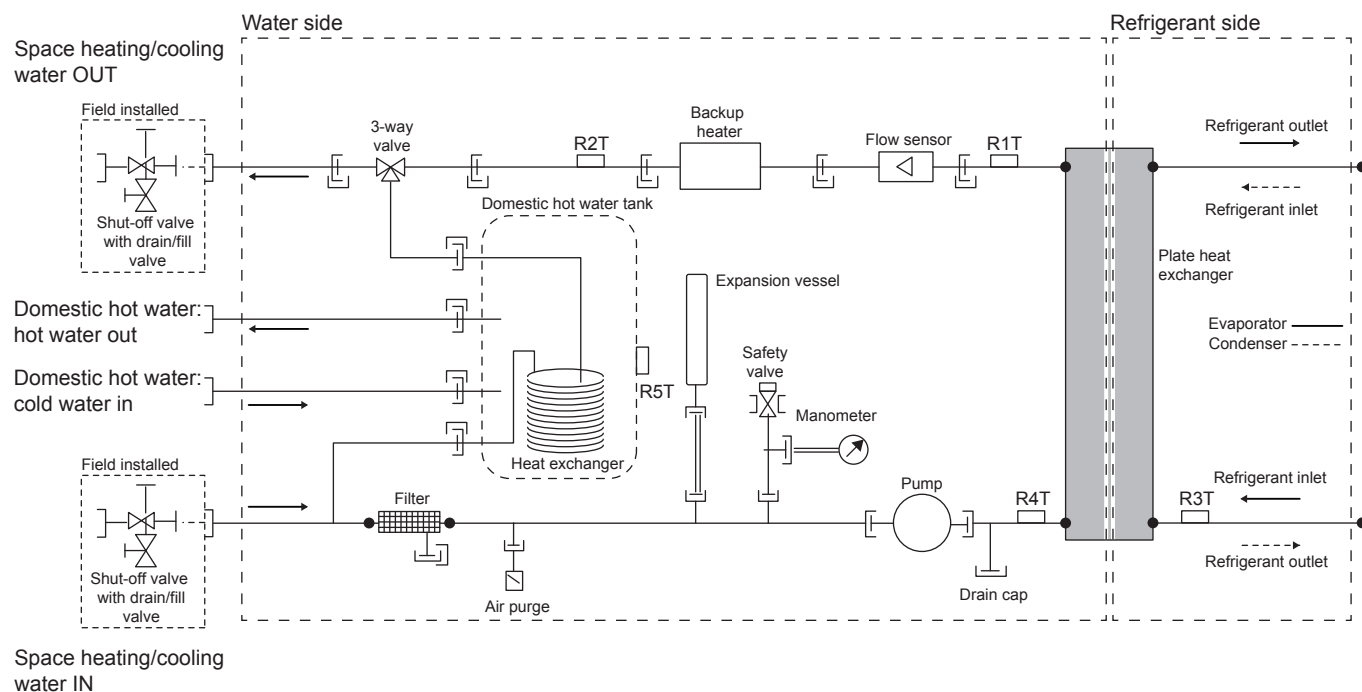 Water side
Refrigerant side
Space heating/cooling
water OUT
Field installed
Shut-off valve
with drain/fill
valve
3-way
valve
R2T
Backup
heater
Flow sensor
R1T
Refrigerant outlet
Refrigerant inlet
Domestic hot water tank
Plate heat
exchanger
Expansion vessel
Domestic hot water:
hot water out
Evaporator
Condenser
Safety
valve
Domestic hot water:
cold water in
R5T
Manometer
Heat exchanger
Field installed
Shut-off valve
with drain/fill
valve
Filter
Air purge
Pump
R4T
Drain cap
R3T
Refrigerant inlet
Refrigerant outlet
Space heating/cooling
water IN